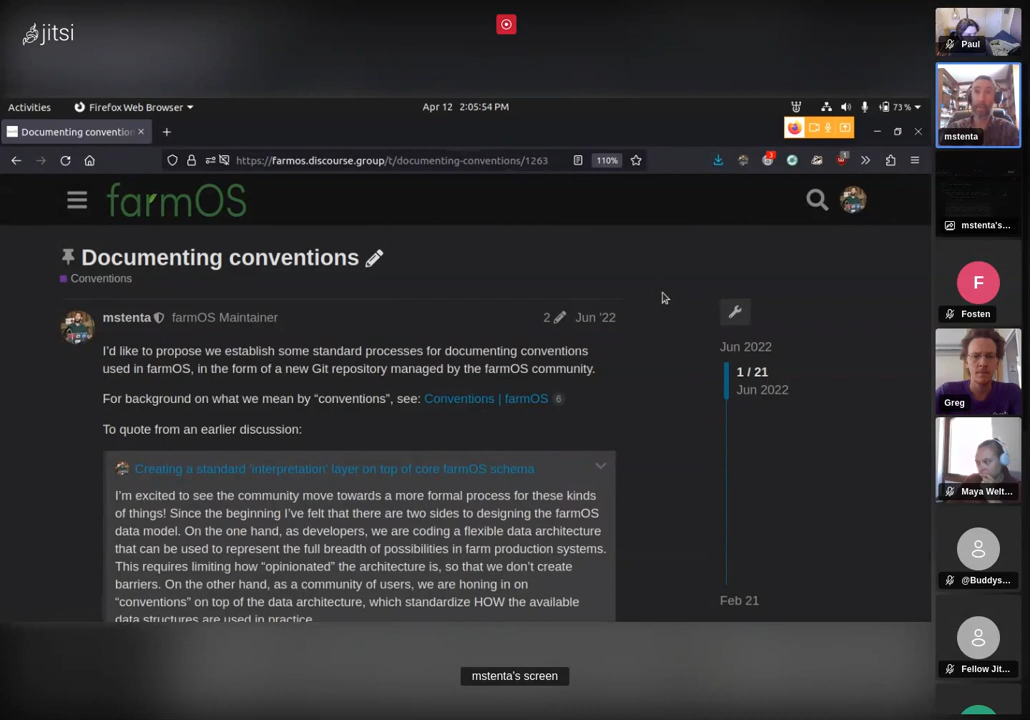 jitsi
Activities
Firefox Web Browser
Apr 12 2:05:54 PM
73 %
Documenting convention
https://farmos.discourse.group/t/documenting-conventions/1263
110%
3
1
farmOS
Documenting conventions
Conventions
mstenta farmOS Maintainer 2 Jun '22
I'd like to propose we establish some standard processes for documenting conventions
used in farmOS, in the form of a new Git repository managed by the farmOS community.
For background on what we mean by “conventions”, see: Conventions | farmOS 6
To quote from an earlier discussion:
Creating a standard 'interpretation' layer on top of core farmOS schema
I'm excited to see the community move towards a more formal process for these kinds
of things! Since the beginning I've felt that there are two sides to designing the farmOS
data model. On the one hand, as developers, we are coding a flexible data architecture
that can be used to represent the full breadth of possibilities in farm production systems.
This requires limiting how “opinionated” the architecture is, so that we don't create
barriers. On the other hand, as a community of users, we are honing in on
“conventions” on top of the data architecture, which standardize HOW the available
data structures are used in practice.
Jun 2022
1 / 21
Jun 2022
Feb 21
mstenta's screen
Paul
mstenta
mstenta's...
F
Fosten
Greg
Maya Welt...
@Buddys...
Fellow Jit...